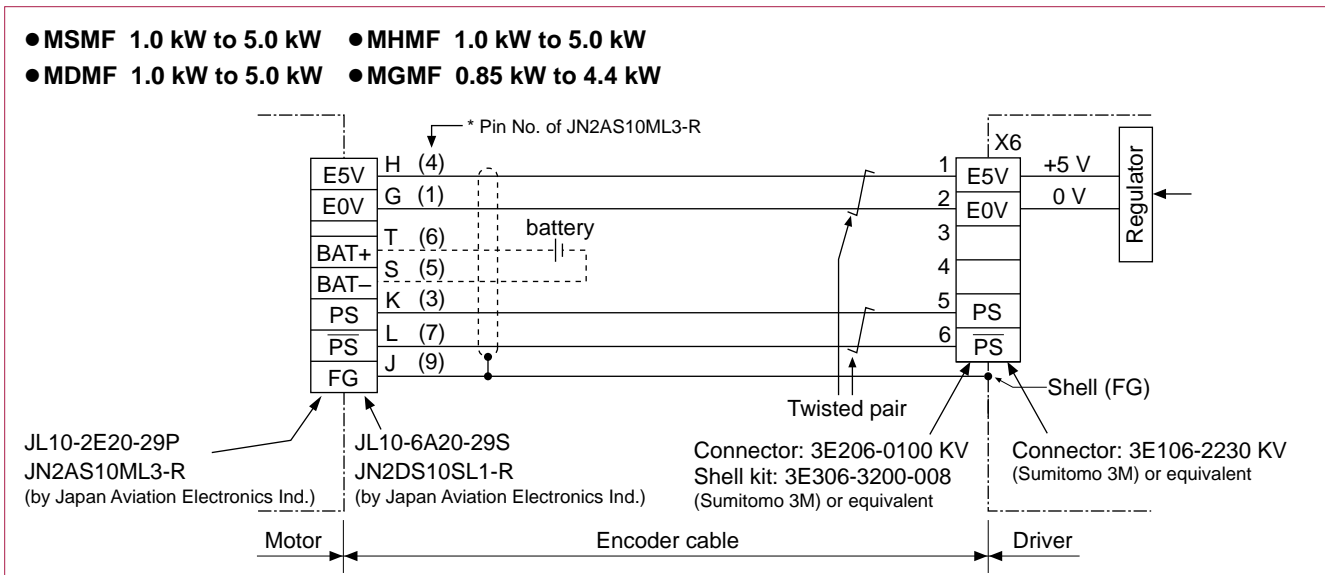 ●MSMF 1.0 kW to 5.0 kW ●MHMF 1.0 kW to 5.0 kW
●MDMF 1.0 kW to 5.0 kW ●MGMF 0.85 kW to 4.4 kW
* Pin No. of JN2AS10ML3-R
X6
E5V H (4) 1 E5V +5 V
E0V G (1) 2 E0V 0 V
Regulator
T (6) battery 3
BAT+
S (5) 4
BAT–
K (3) 5
PS PS
L (7) 6
P̅S̅ P̅S̅
J (9)
FG
Shell (FG)
Twisted pair
JL10-2E20-29P
JN2AS10ML3-R
(by Japan Aviation Electronics Ind.)
JL10-6A20-29S
JN2DS10SL1-R
(by Japan Aviation Electronics Ind.)
Connector: 3E206-0100 KV
Shell kit: 3E306-3200-008
(Sumitomo 3M) or equivalent
Connector: 3E106-2230 KV
(Sumitomo 3M) or equivalent
Motor Encoder cable Driver